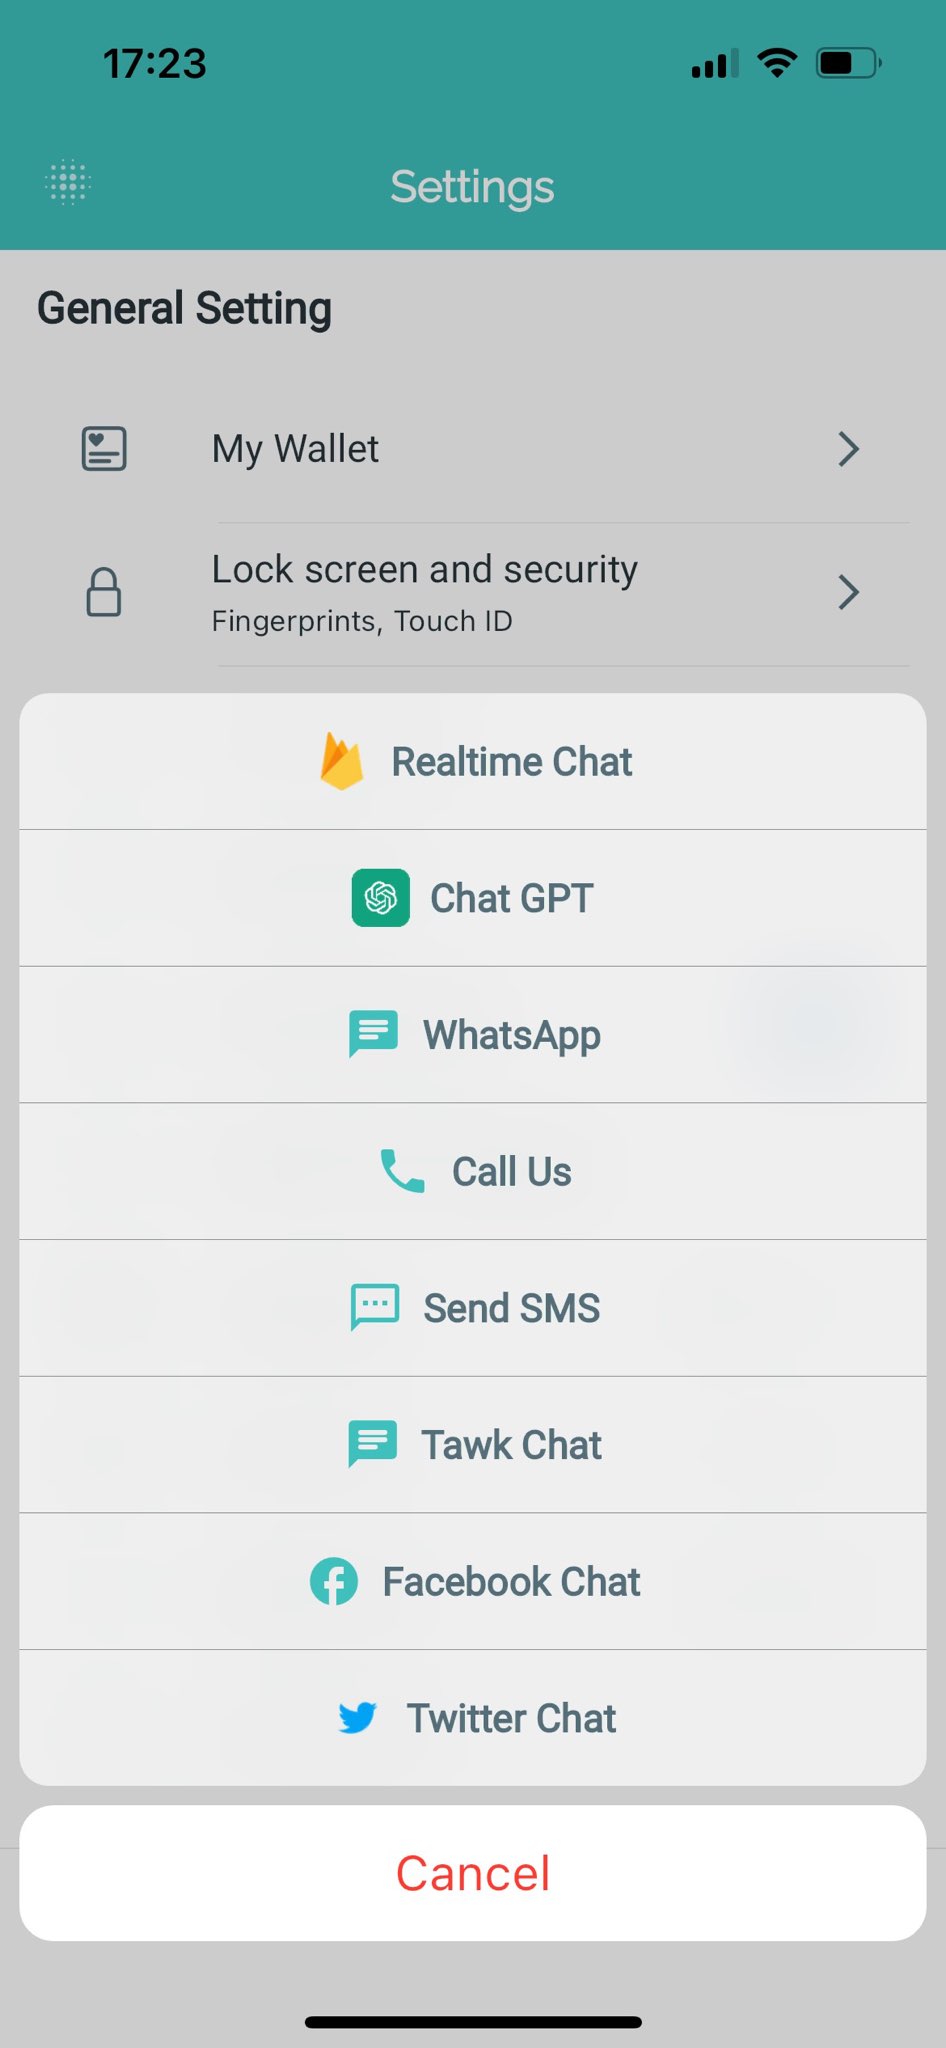 17:23
Settings
General Setting
My Wallet
Lock screen and security
Fingerprints, Touch ID
Realtime Chat
Chat GPT
WhatsApp
Call Us
Send SMS
Tawk Chat
Facebook Chat
Twitter Chat
Cancel